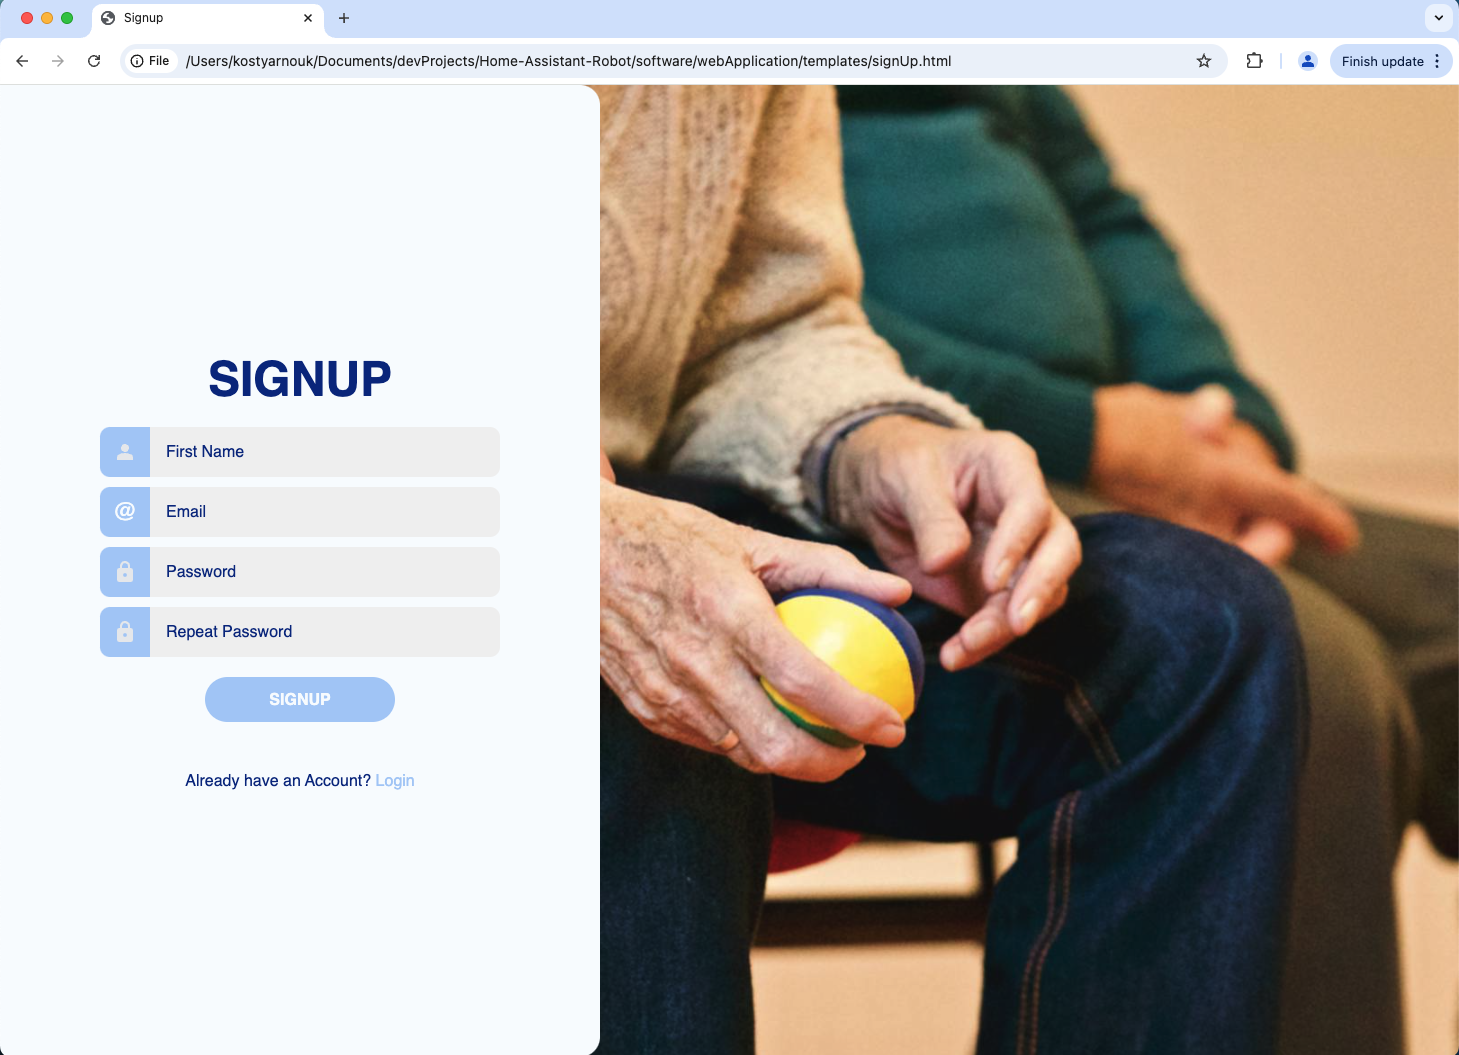 Signup
File
/Users/kostyarnouk/Documents/devProjects/Home-Assistant-Robot/software/webApplication/templates/signUp.html
Finish update
SIGNUP
First Name
@ Email
Password
Repeat Password
SIGNUP
Already have an Account? Login